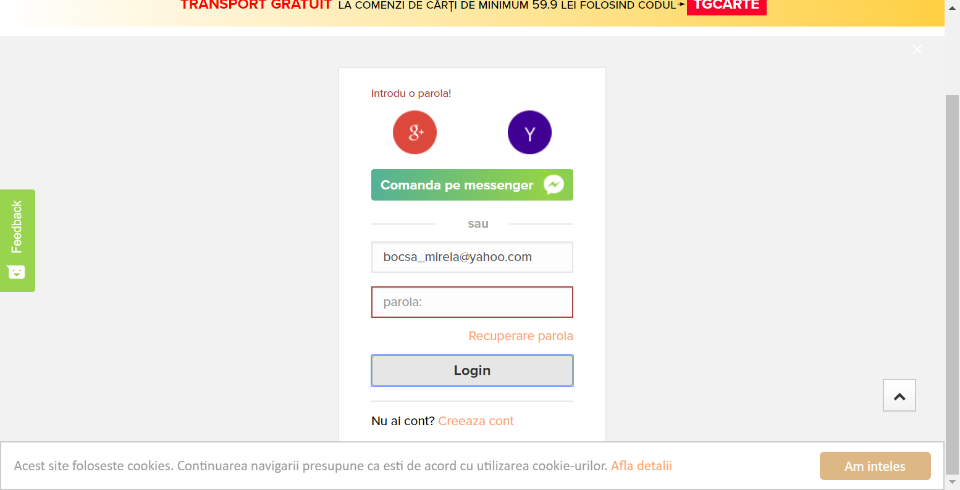 TRANSPORT GRATUIT LA COMENZI DE CĂRȚI DE MINIMUM 59.9 LEI FOLOSIND CODUL TGCARTE
Introdu o parola!
g+ Y
Comanda pe messenger
sau
bocsa_mirela@yahoo.com
Feedback
parola:
Recuperare parola
Login
Nu ai cont? Creeaza cont
Acest site foloseste cookies. Continuarea navigarii presupune ca esti de acord cu utilizarea cookie-urilor. Afla detalii
Am inteles